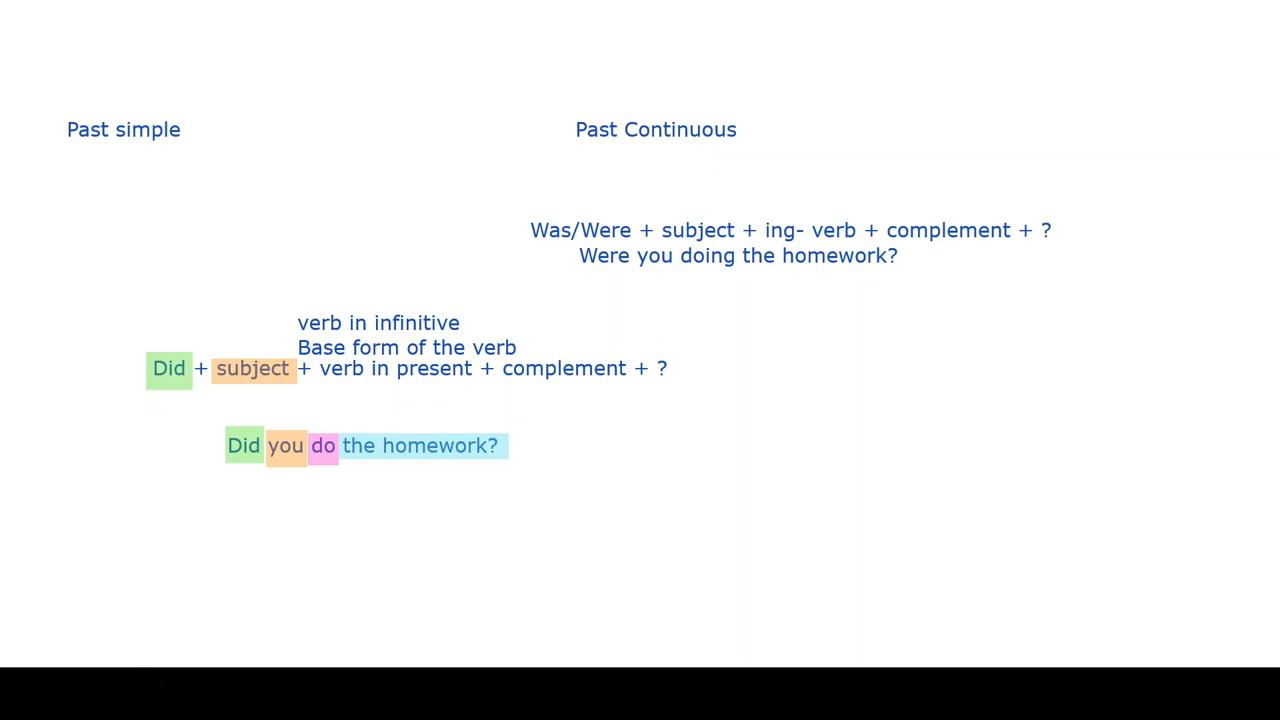 Past simple
Past Continuous
Was/Were + subject + ing- verb + complement + ?
Were you doing the homework?
verb in infinitive
Base form of the verb
Did + subject + verb in present + complement + ?
Did you do the homework?